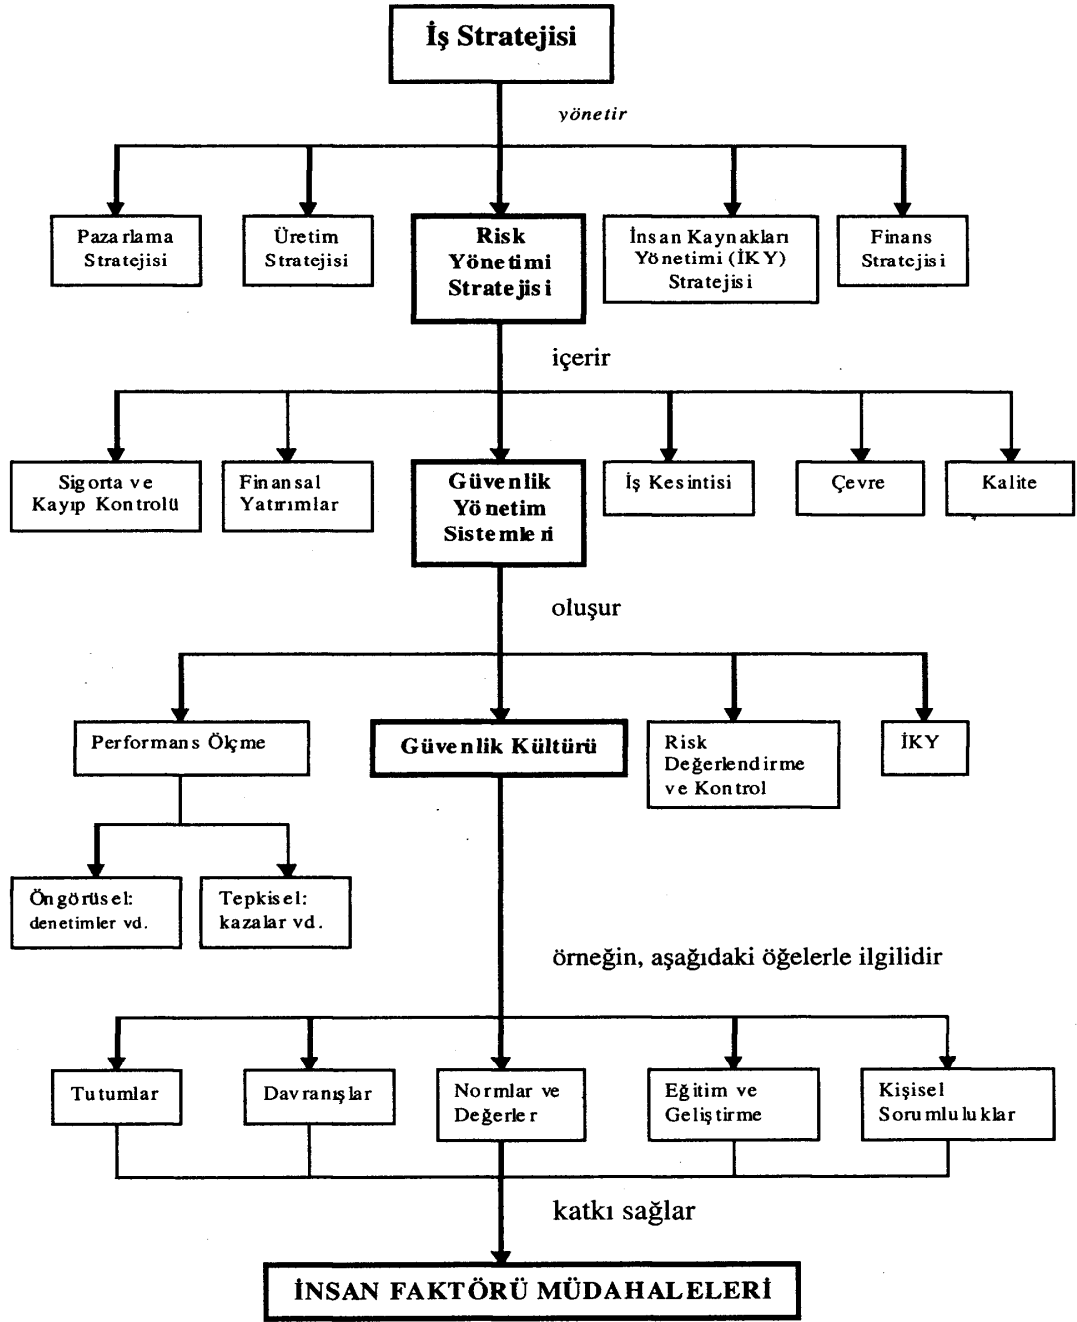 İş Stratejisi
yönetir
Pazarlama
Stratejisi
Üretim
Stratejisi
Risk
Yönetimi
Stratejisi
İnsan Kaynakları
Yönetimi (İKY)
Stratejisi
Finans
Stratejisi
içerir
Sigorta ve
Kayıp Kontrolü
Finansal
Yatırımlar
Güvenlik
Yönetim
Sistemleri
İş Kesintisi
Çevre
Kalite
oluşur
Performans Ölçme
Güvenlik Kültürü
Risk
Değerlendirme
ve Kontrol
İKY
Öngörüsel:
denetimler vd.
Tepkisel:
kazalar vd.
örneğin, aşağıdaki öğelerle ilgilidir
Tutumlar
Davranışlar
Normlar ve
Değerler
Eğitim ve
Geliştirme
Kişisel
Sorumluluklar
katkı sağlar
İNSAN FAKTÖRÜ MÜDAHALELERİ